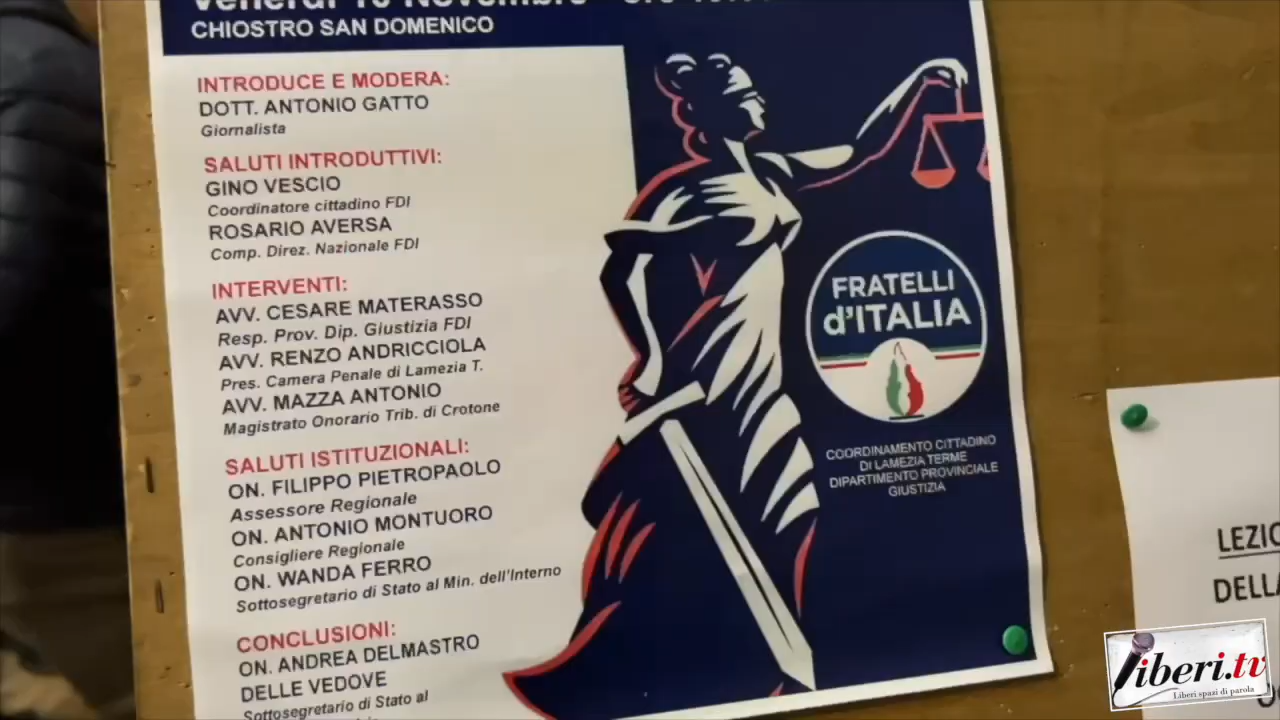 CHIOSTRO SAN DOMENICO
INTRODUCE E MODERA:
DOTT. ANTONIO GATTO
Giornalista
SALUTI INTRODUTTIVI:
GINO VESCIO
Coordinatore cittadino FDI
ROSARIO AVERSA
Comp. Direz. Nazionale FDI
INTERVENTI:
AVV. CESARE MATERASSO
Resp. Prov. Dip. Giustizia FDI
AVV. RENZO ANDRICCIOLA
Pres. Camera Penale di Lamezia T.
AVV. MAZZA ANTONIO
Magistrato Onorario Trib. di Crotone
SALUTI ISTITUZIONALI:
ON. FILIPPO PIETROPAOLO
Assessore Regionale
ON. ANTONIO MONTUORO
Consigliere Regionale
ON. WANDA FERRO
Sottosegretario di Stato al Min. dell'Interno
CONCLUSIONI:
ON. ANDREA DELMASTRO
DELLE VEDOVE
Sottosegretario di Stato al
FRATELLI
d'ITALIA
COORDINAMENTO CITTADINO
DI LAMEZIA TERME
DIPARTIMENTO PROVINCIALE
GIUSTIZIA
LEZIO
DELLA
liberi.tv
Liberi spazi di parola